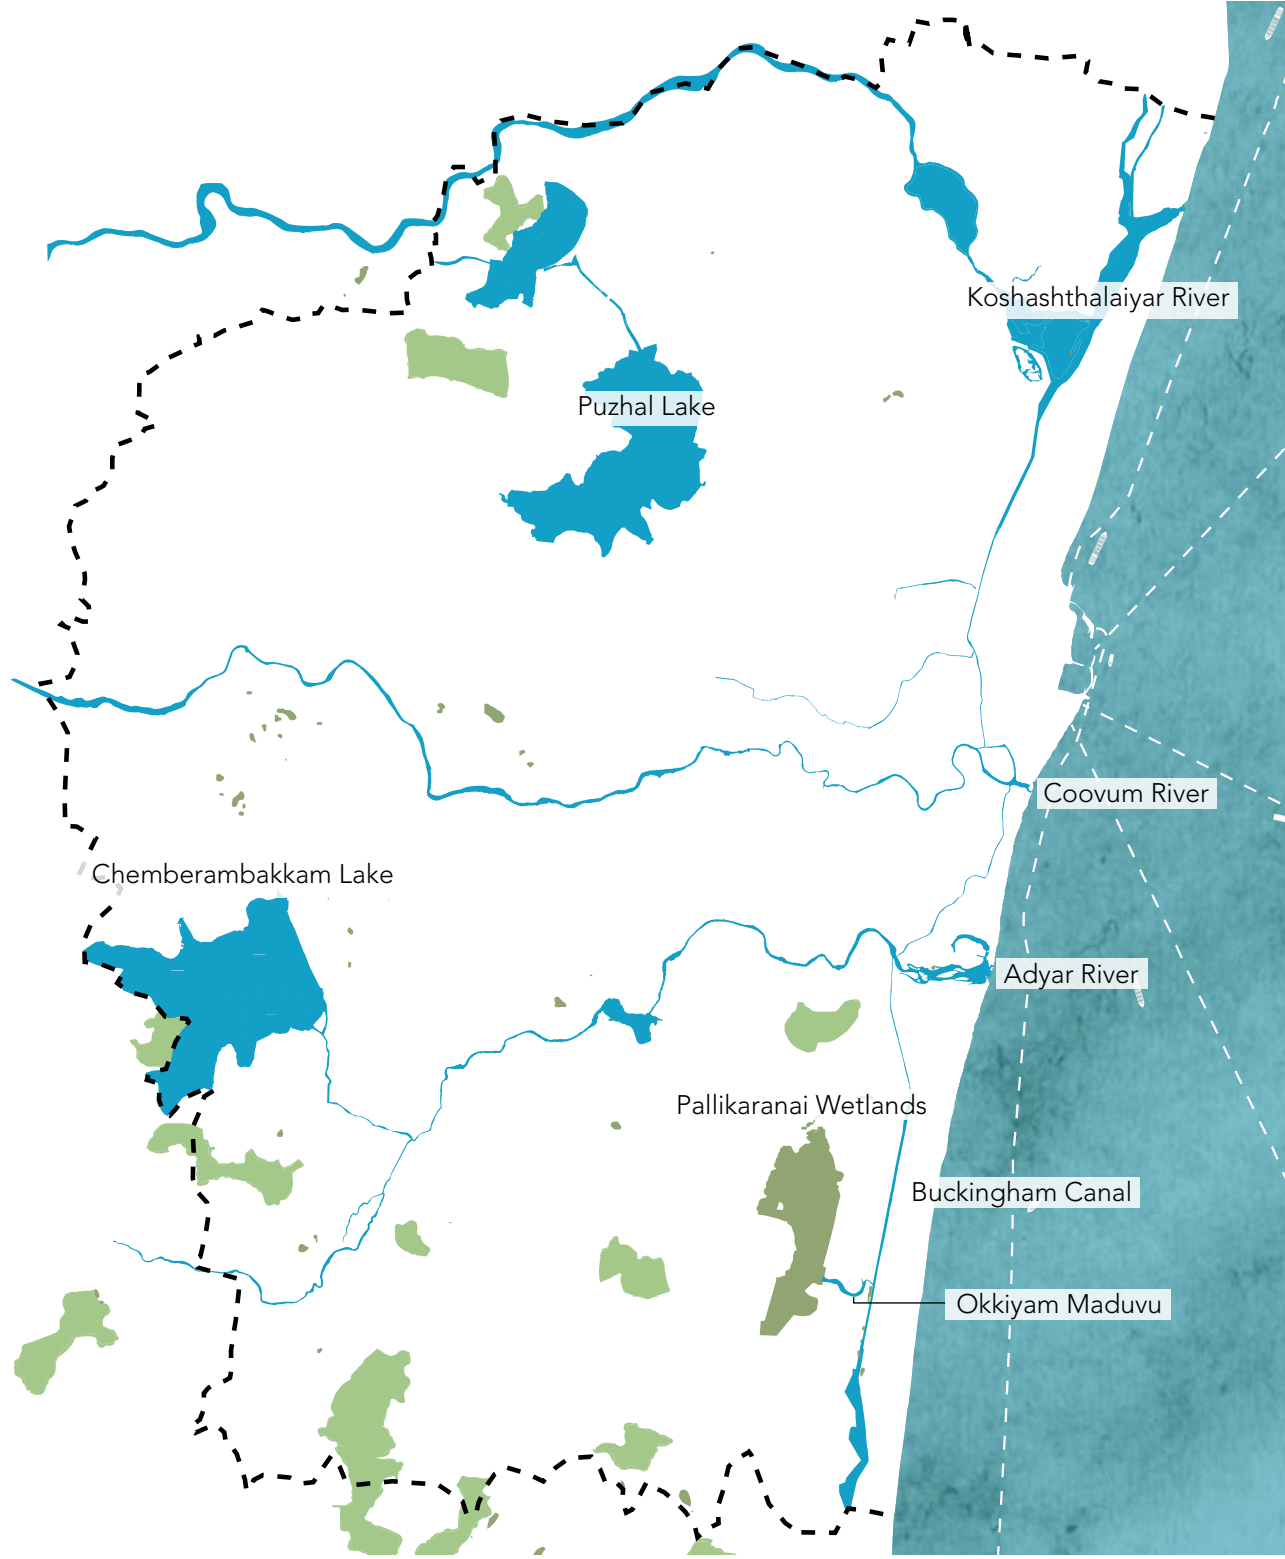 Koshashthalaiyar River
Puzhal Lake
Coovum River
Chemberambakkam Lake
Adyar River
Pallikaranai Wetlands
Buckingham Canal
Okkiyam Maduvu